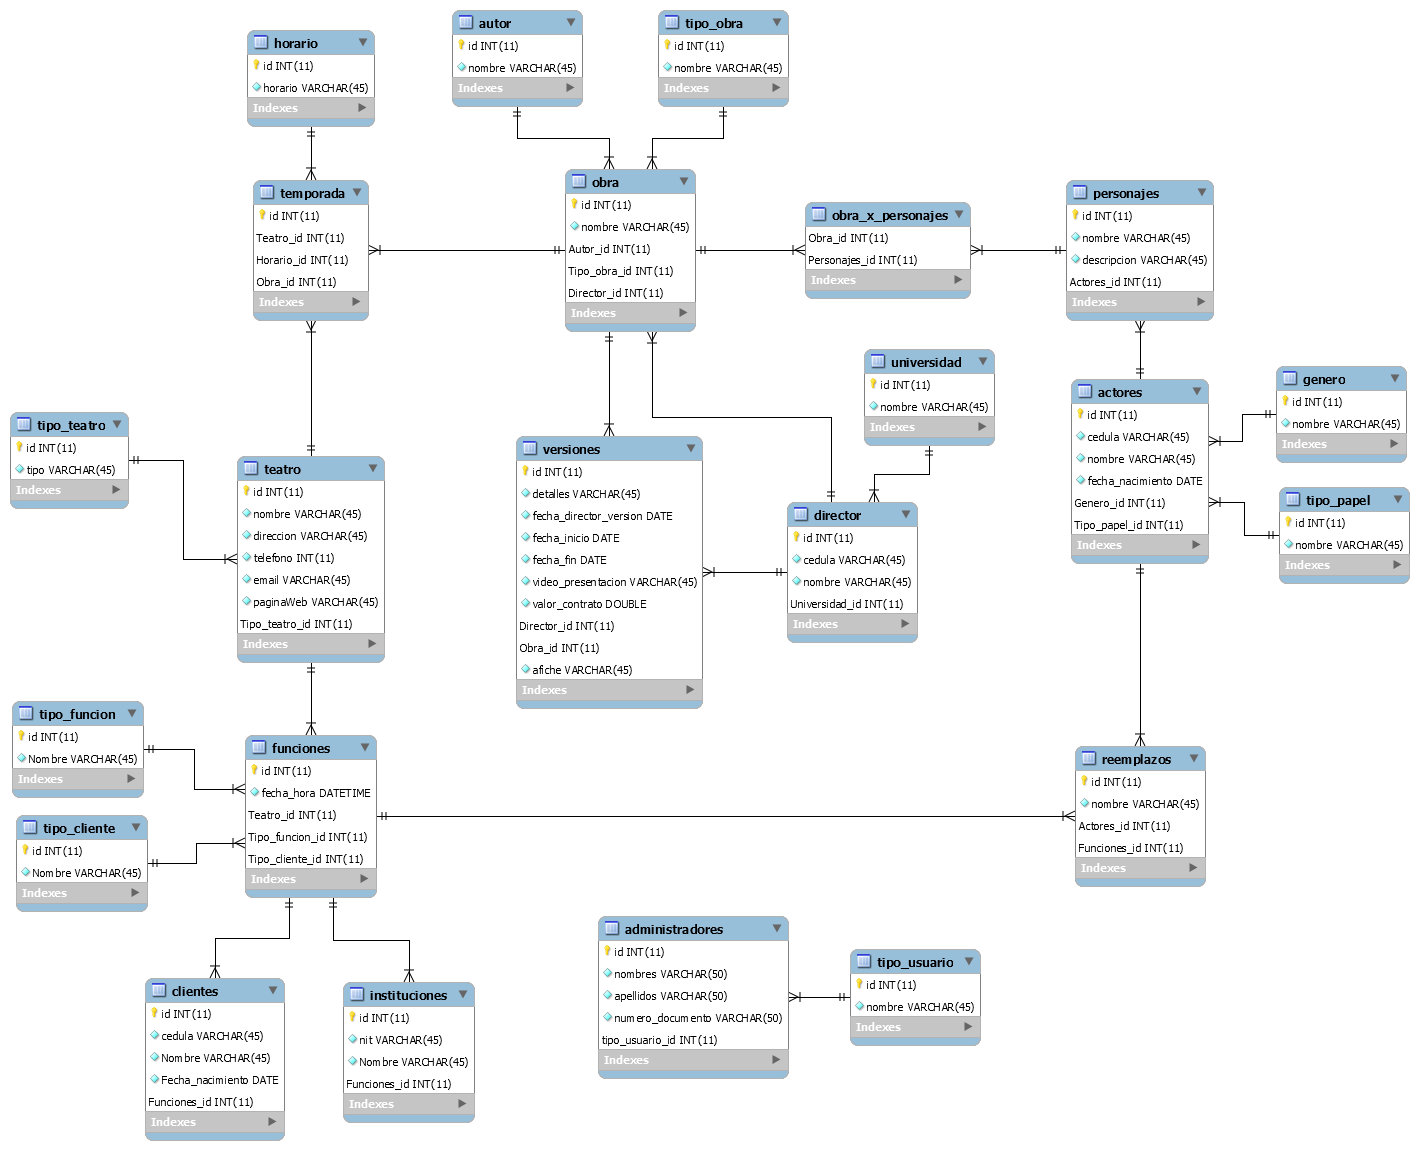 autor
id INT(11)
nombre VARCHAR(45)
Indexes
tipo_obra
id INT(11)
nombre VARCHAR(45)
Indexes
horario
id INT(11)
horario VARCHAR(45)
Indexes
temporada
id INT(11)
Teatro_id INT(11)
Horario_id INT(11)
Obra_id INT(11)
Indexes
obra
id INT(11)
nombre VARCHAR(45)
Autor_id INT(11)
Tipo_obra_id INT(11)
Director_id INT(11)
Indexes
obra_x_personajes
Obra_id INT(11)
Personajes_id INT(11)
Indexes
personajes
id INT(11)
nombre VARCHAR(45)
descripcion VARCHAR(45)
Actores_id INT(11)
Indexes
universidad
id INT(11)
nombre VARCHAR(45)
Indexes
actores
id INT(11)
cedula VARCHAR(45)
nombre VARCHAR(45)
fecha_nacimiento DATE
Genero_id INT(11)
Tipo_papel_id INT(11)
Indexes
genero
id INT(11)
nombre VARCHAR(45)
Indexes
tipo_papel
id INT(11)
nombre VARCHAR(45)
Indexes
tipo_teatro
id INT(11)
tipo VARCHAR(45)
Indexes
teatro
id INT(11)
nombre VARCHAR(45)
direccion VARCHAR(45)
telefono INT(11)
email VARCHAR(45)
paginaWeb VARCHAR(45)
Tipo_teatro_id INT(11)
Indexes
versiones
id INT(11)
detalles VARCHAR(45)
fecha_director_version DATE
fecha_inicio DATE
fecha_fin DATE
video_presentacion VARCHAR(45)
valor_contrato DOUBLE
Director_id INT(11)
Obra_id INT(11)
afiche VARCHAR(45)
Indexes
director
id INT(11)
cedula VARCHAR(45)
nombre VARCHAR(45)
Universidad_id INT(11)
Indexes
tipo_funcion
id INT(11)
Nombre VARCHAR(45)
Indexes
tipo_cliente
id INT(11)
Nombre VARCHAR(45)
Indexes
funciones
id INT(11)
fecha_hora DATETIME
Teatro_id INT(11)
Tipo_funcion_id INT(11)
Tipo_cliente_id INT(11)
Indexes
reemplazos
id INT(11)
nombre VARCHAR(45)
Actores_id INT(11)
Funciones_id INT(11)
Indexes
clientes
id INT(11)
cedula VARCHAR(45)
Nombre VARCHAR(45)
Fecha_nacimiento DATE
Funciones_id INT(11)
Indexes
instituciones
id INT(11)
nit VARCHAR(45)
Nombre VARCHAR(45)
Funciones_id INT(11)
Indexes
administradores
id INT(11)
nombres VARCHAR(50)
apellidos VARCHAR(50)
numero_documento VARCHAR(50)
tipo_usuario_id INT(11)
Indexes
tipo_usuario
id INT(11)
nombre VARCHAR(45)
Indexes